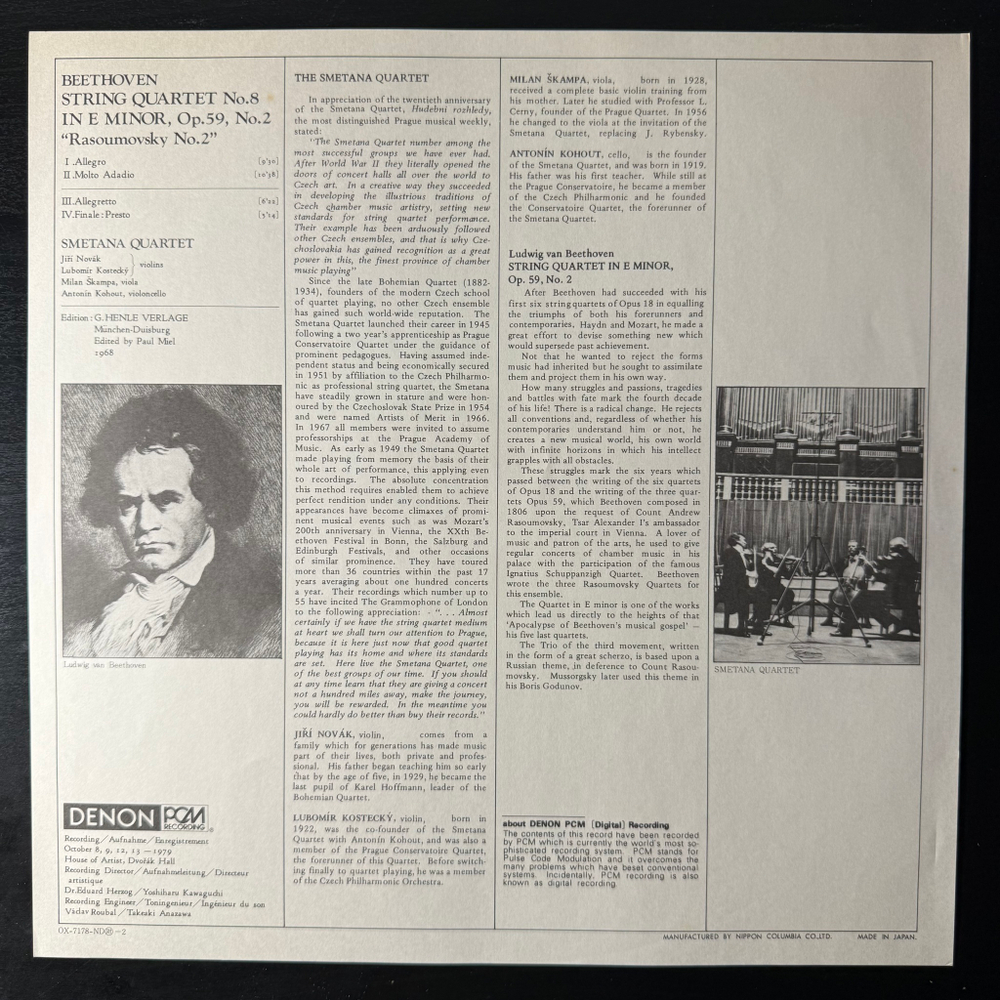 BEETHOVEN
STRING QUARTET No.8
IN E MINOR, Op.59, No.2
“Rasoumovsky No.2”
I .Allegro [9'30]
II .Molto Adadio [10'58]
III.Allegretto [6'22]
IV.Finale : Presto [5'14]
SMETANA QUARTET
Jiří Novák
Lubomír Kostecký } violins
Milan Škampa, viola
Antonín Kohout, violoncello
Edition : G. HENLE VERLAGE
München-Duisburg
Edited by Paul Miel
1968
Ludwig van Beethoven
DENON PCM RECORDING
Recording / Aufnahme / Enregistrement
October 8, 9, 12, 13 — 1979
House of Artist, Dvořák Hall
Recording Director / Aufnahmeleitung / Directeur
artistique
Dr.Eduard Herzog / Yoshiharu Kawaguchi
Recording Engineer / Toningenieur / Ingénieur du son
Václav Roubal / Takeaki Anazawa
OX-7178-ND
THE SMETANA QUARTET
In appreciation of the twentieth anniversary
of the Smetana Quartet, Hudebni rozhledy,
the most distinguished Prague musical weekly,
stated:
"The Smetana Quartet number among the
most successful groups we have ever had.
After World War II they literally opened the
doors of concert halls all over the world to
Czech art. In a creative way they succeeded
in developing the illustrious traditions of
Czech chamber music artistry, setting new
standards for string quartet performance.
Their example has been arduously followed
other Czech ensembles, and that is why Cze-
choslovakia has gained recognition as a great
power in this, the finest province of chamber
music playing"
Since the late Bohemian Quartet (1882-
1934), founders of the modern Czech school
of quartet playing, no other Czech ensemble
has gained such world-wide reputation. The
Smetana Quartet launched their career in 1945
following a two year's apprenticeship as Prague
Conservatoire Quartet under the guidance of
prominent pedagogues. Having assumed inde-
pendent status and being economically secured
in 1951 by affiliation to the Czech Philharmo-
nic as professional string quartet, the Smetana
have steadily grown in stature and were hon-
oured by the Czechoslovak State Prize in 1954
and were named Artists of Merit in 1966.
In 1967 all members were invited to assume
professorships at the Prague Academy of
Music. As early as 1949 the Smetana Quartet
made playing from memory the basis of their
whole art of performance, this applying even
to recordings. The absolute concentration
this method requires enabled them to achieve
perfect rendition under any conditions. Their
appearances have become climaxes of promi-
nent musical events such as was Mozart's
200th anniversary in Vienna, the XXth Be-
ethoven Festival in Bonn, the Salzburg and
Edinburgh Festivals, and other occasions
of similar prominence. They have toured
more than 36 countries within the past 17
years averaging about one hundred concerts
a year. Their recordings which number up to
55 have incited The Grammophone of London
to the following appreciation: - “. . . Almost
certainly if we have the string quartet medium
at heart we shall turn our attention to Prague,
because it is here just now that good quartet
playing has its home and where its standards
are set. Here live the Smetana Quartet, one
of the best groups of our time. If you should
at any time learn that they are giving a concert
not a hundred miles away, make the journey,
you will be rewarded. In the meantime you
could hardly do better than buy their records.”
JIŘÍ NOVÁK, violin, comes from a
family which for generations has made music
part of their lives, both private and profes-
sional. His father began teaching him so early
that by the age of five, in 1929, he became the
last pupil of Karel Hoffmann, leader of the
Bohemian Quartet.
LUBOMÍR KOSTECKÝ, violin, born in
1922, was the co-founder of the Smetana
Quartet with Antonín Kohout, and was also a
member of the Prague Conservatoire Quartet,
the forerunner of this Quartet. Before switch-
ing finally to quartet playing, he was a member
of the Czech Philharmonic Orchestra.
MILAN ŠKAMPA, viola, born in 1928,
received a complete basic violin training from
his mother. Later he studied with Professor L.
Cerny, founder of the Prague Quartet. In 1956
he changed to the viola at the invitation of the
Smetana Quartet, replacing J. Rybensky.
ANTONÍN KOHOUT, cello, is the founder
of the Smetana Quartet, and was born in 1919.
His father was his first teacher. While still at
the Prague Conservatoire, he became a member
of the Czech Philharmonic and he founded
the Conservatoire Quartet, the forerunner of
the Smetana Quartet.
Ludwig van Beethoven
STRING QUARTET IN E MINOR,
Op. 59, No. 2
After Beethoven had succeeded with his
first six string quartets of Opus 18 in equalling
the triumphs of both his forerunners and
contemporaries, Haydn and Mozart, he made a
great effort to devise something new which
would supersede past achievement.
Not that he wanted to reject the forms
music had inherited but he sought to assimilate
them and project them in his own way.
How many struggles and passions, tragedies
and battles with fate mark the fourth decade
of his life! There is a radical change. He rejects
all conventions and, regardless of whether his
contemporaries understand him or not, he
creates a new musical world, his own world
with infinite horizons in which his intellect
grapples with all obstacles.
These struggles mark the six years which
passed between the writing of the six quartets
of Opus 18 and the writing of the three quar-
tets Opus 59, which Beethoven composed in
1806 upon the request of Count Andrew
Rasoumovsky, Tsar Alexander I's ambassador
to the imperial court in Vienna. A lover of
music and patron of the arts, he used to give
regular concerts of chamber music in his
palace with the participation of the famous
Ignatius Schuppanzigh Quartet. Beethoven
wrote the three Rasoumovsky Quartets for
this ensemble.
The Quartet in E minor is one of the works
which lead us directly to the heights of that
‘Apocalypse of Beethoven's musical gospel’ –
his five last quartets.
The Trio of the third movement, written
in the form of a great scherzo, is based upon a
Russian theme, in deference to Count Rasou-
movsky. Mussorgsky later used this theme in
his Boris Godunov.
about DENON PCM [Digital] Recording
The contents of this record have been recorded
by PCM which is currently the world's most so-
phisticated recording system. PCM stands for
Pulse Code Modulation and it overcomes the
many problems which have beset conventional
systems. Incidentally, PCM recording is also
known as digital recording.
SMETANA QUARTET
MANUFACTURED BY NIPPON COLUMBIA CO.,LTD. MADE IN JAPAN.